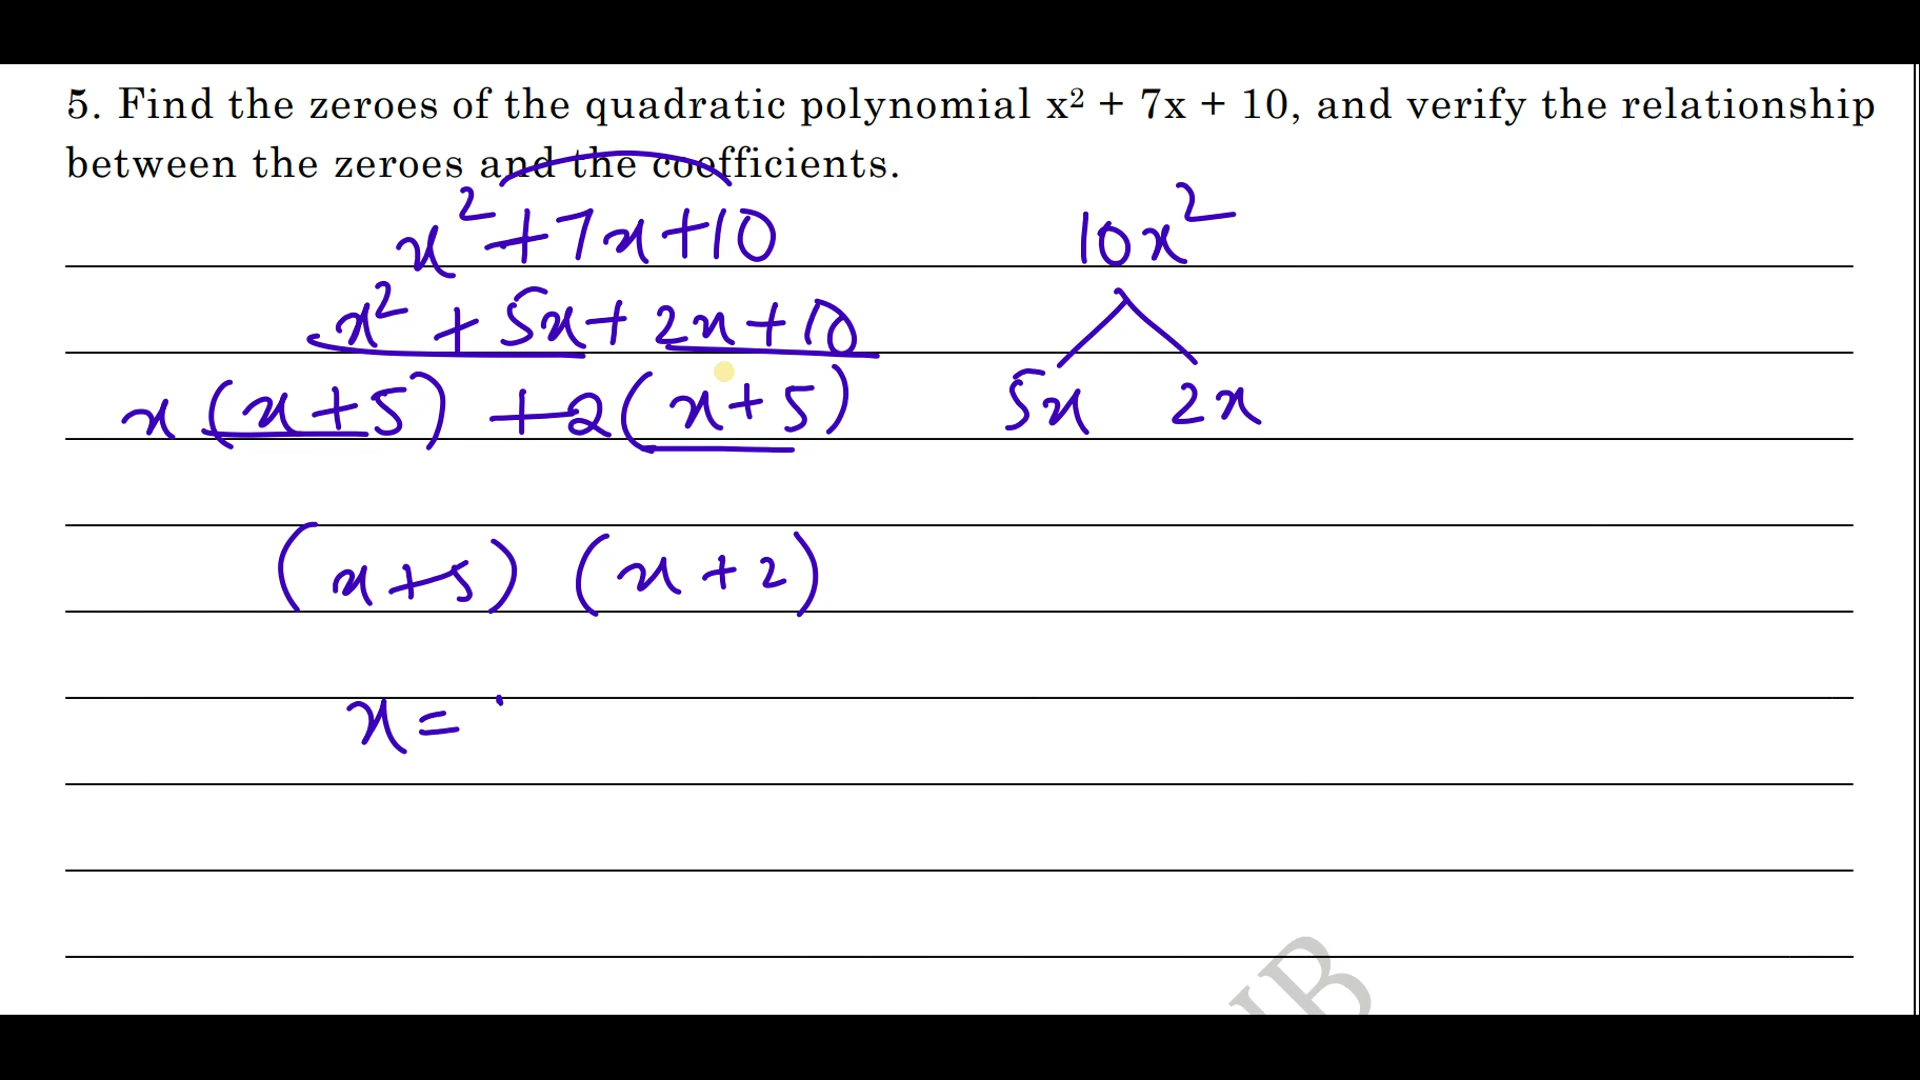 5. Find the zeroes of the quadratic polynomial x² + 7x + 10, and verify the relationship
between the zeroes and the coefficients.
x² + 7x + 10
10x²
x² + 5x + 2x + 10
x (x + 5) + 2 (x + 5)
5x 2x
(x + 5) (x + 2)
x =